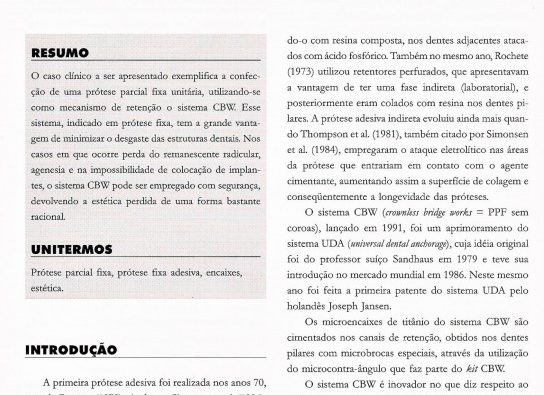 RESUMO
O caso clínico a ser apresentado exemplifica a confec-
ção de uma prótese parcial fixa unitária, utilizando-se
como mecanismo de retenção o sistema CBW. Esse
sistema, indicado em prótese fixa, tem a grande vanta-
gem de minimizar o desgaste das estruturas dentais. Nos
casos em que ocorre perda do remanescente radicular,
agenesia e na impossibilidade de colocação de implan-
tes, o sistema CBW pode ser empregado com segurança,
devolvendo a estética perdida de uma forma bastante
racional.
UNITERMOS
Prótese parcial fixa, prótese fixa adesiva, encaixes,
estética.
INTRODUÇÃO
A primeira prótese adesiva foi realizada nos anos 70,
do-o com resina composta, nos dentes adjacentes ataca-
dos com ácido fosfórico. Também no mesmo ano, Rochete
(1973) utilizou retentores perfurados, que apresentavam
a vantagem de ter uma fase indireta (laboratorial), e
posteriormente eram colados com resina nos dentes pi-
lares. A prótese adesiva indireta evoluiu ainda mais quan-
do Thompson et al. (1981), também citado por Simonsen
et al. (1984), empregaram o ataque eletrolítico nas áreas
da prótese que entrariam em contato com o agente
cimentante, aumentando assim a superfície de colagem e
conseqüentemente a longevidade das próteses.
O sistema CBW (crownless bridge works = PPF sem
coroas), lançado em 1991, foi um aprimoramento do
sistema UDA (universal dental anchorage), cuja idéia original
foi do professor suíço Sandhaus em 1979 e teve sua
introdução no mercado mundial em 1986. Neste mesmo
ano foi feita a primeira patente do sistema UDA pelo
holandês Joseph Jansen.
Os microencaixes de titânio do sistema CBW são
cimentados nos canais de retenção, obtidos nos dentes
pilares com microbrocas especiais, através da utilização
do microcontra-ângulo que faz parte do kit CBW.
O sistema CBW é inovador no que diz respeito ao